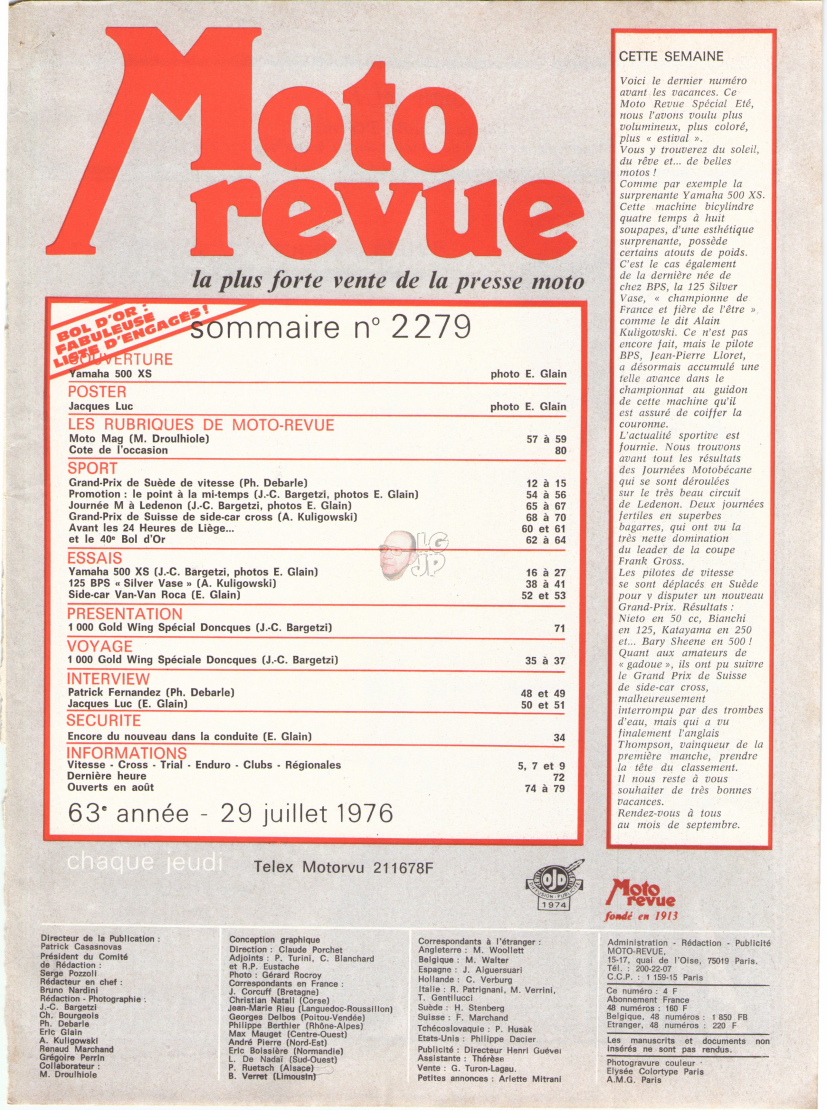 Moto
revue
la plus forte vente de la presse moto
BOL D'OR :
FABULEUSE
LISTE D'ENGAGÉS !
sommaire n° 2279
COUVERTURE
Yamaha 500 XS photo E. Glain
POSTER
Jacques Luc photo E. Glain
LES RUBRIQUES DE MOTO-REVUE
Moto Mag (M. Droulhiole) 57 à 59
Cote de l'occasion 80
SPORT
Grand-Prix de Suède de vitesse (Ph. Debarle) 12 à 15
Promotion : le point à la mi-temps (J.-C. Bargetzi, photos E. Glain) 54 à 56
Journée M à Ledenon (J.-C. Bargetzi, photos E. Glain) 65 à 67
Grand-Prix de Suisse de side-car cross (A. Kuligowski) 68 à 70
Avant les 24 Heures de Liège... 60 et 61
et le 40e Bol d'Or 62 à 64
LG
JP
ESSAIS
Yamaha 500 XS (J.-C. Bargetzi, photos E. Glain) 16 à 27
125 BPS « Silver Vase » (A. Kuligowski) 38 à 41
Side-car Van-Van Roca (E. Glain) 52 et 53
PRESENTATION
1 000 Gold Wing Spécial Doncques (J.-C. Bargetzi) 71
VOYAGE
1 000 Gold Wing Spéciale Doncques (J.-C. Bargetzi) 35 à 37
INTERVIEW
Patrick Fernandez (Ph. Debarle) 48 et 49
Jacques Luc (E. Glain) 50 et 51
SECURITE
Encore du nouveau dans la conduite (E. Glain) 34
INFORMATIONS
Vitesse - Cross - Trial - Enduro - Clubs - Régionales 5, 7 et 9
Dernière heure 72
Ouverts en août 74 à 79
63e année - 29 juillet 1976
chaque jeudi
Telex Motorvu 211678F
CETTE SEMAINE
Voici le dernier numéro
avant les vacances. Ce
Moto Revue Spécial Eté,
nous l'avons voulu plus
volumineux, plus coloré,
plus « estival ».
Vous y trouverez du soleil,
du rêve et... de belles
motos !
Comme par exemple la
surprenante Yamaha 500 XS.
Cette machine bicylindre
quatre temps à huit
soupapes, d'une esthétique
surprenante, possède
certains atouts de poids.
C'est le cas également
de la dernière née de
chez BPS, la 125 Silver
Vase, « championne de
France et fière de l'être »
comme le dit Alain
Kuligowski. Ce n'est pas
encore fait, mais le pilote
BPS, Jean-Pierre Lloret,
a désormais accumulé une
telle avance dans le
championnat au guidon
de cette machine qu'il
est assuré de coiffer la
couronne.
L'actualité sportive est
fournie. Nous trouvons
avant tout les résultats
des Journées Motobécane
qui se sont déroulées
sur le très beau circuit
de Ledenon. Deux journées
fertiles en superbes
bagarres, qui ont vu la
très nette domination
du leader de la coupe
Frank Gross.
Les pilotes de vitesse
se sont déplacés en Suède
pour y disputer un nouveau
Grand-Prix. Résultats :
Nieto en 50 cc, Bianchi
en 125, Katayama en 250
et... Bary Sheene en 500 !
Quant aux amateurs de
« gadoue », ils ont pu suivre
le Grand Prix de Suisse
de side-car cross,
malheureusement
interrompu par des trombes
d'eau, mais qui a vu
finalement l'anglais
Thompson, vainqueur de la
première manche, prendre
la tête du classement.
Il nous reste à vous
souhaiter de très bonnes
vacances.
Rendez-vous à tous
au mois de septembre.
OJD
DIFFUSION PUBLICITE
1974
Moto
revue
fondé en 1913
Directeur de la Publication :
Patrick Casasnovas
Président du Comité
de Rédaction :
Serge Pozzoli
Rédacteur en chef :
Bruno Nardini
Rédaction - Photographie :
J.-C. Bargetzi
Ch. Bourgeois
Ph. Debarle
Eric Glain
A. Kuligowski
Renaud Marchand
Grégoire Perrin
Collaborateur :
M. Droulhiole
Conception graphique
Direction : Claude Porchet
Adjoints : P. Turini, C. Blanchard
et R.P. Eustache
Photo : Gérard Rocroy
Correspondants en France :
J. Corcuff (Bretagne)
Christian Natali (Corse)
Jean-Marie Rieu (Languedoc-Roussillon)
Georges Delbos (Poitou-Vendée)
Philippe Berthier (Rhône-Alpes)
Max Mauget (Centre-Ouest)
André Pierre (Nord-Est)
Eric Boissière (Normandie)
L. De Nadaï (Sud-Ouest)
P. Ruetsch (Alsace)
B. Verret (Limousin)
Correspondants à l'étranger :
Angleterre : M. Woollett
Belgique : M. Walter
Espagne : J. Alguersuari
Hollande : C. Verburg
Italie : R. Patrignani, M. Verrini,
T. Gentilucci
Suède : H. Stenberg
Suisse : F. Marchand
Tchécoslovaquie : P. Husak
Etats-Unis : Philippe Dacier
Publicité : Directeur Henri Guével
Assistante : Thérèse
Vente : G. Turon-Lagau.
Petites annonces : Arlette Mitrani
Administration - Rédaction - Publicité
MOTO-REVUE,
15-17, quai de l'Oise, 75019 Paris.
Tél. : 200-22-07
C.C.P. : 1 159-15 Paris
Ce numéro : 4 F
Abonnement France
48 numéros : 160 F
Belgique, 48 numéros : 1 850 FB
Etranger, 48 numéros : 220 F
Les manuscrits et documents non
insérés ne sont pas rendus.
Photogravure couleur
Elysée Colortype Paris
A.M.G. Paris